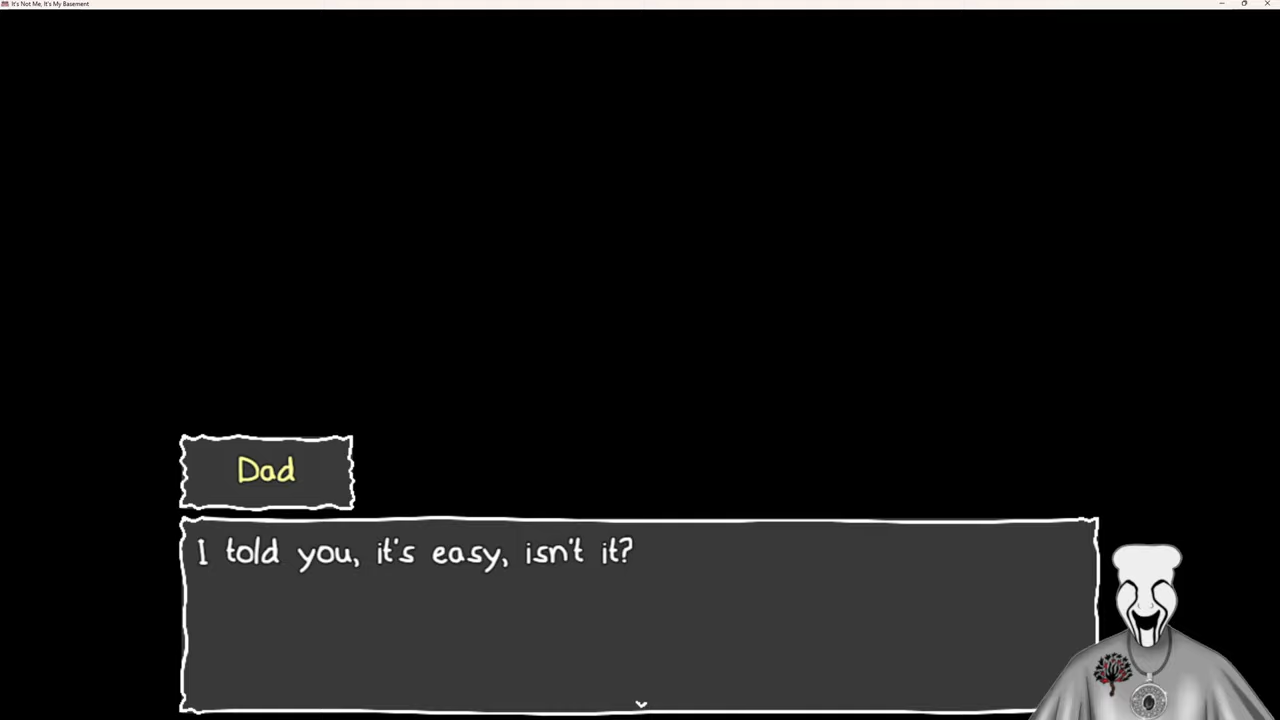 It's Not Me, It's My Basement
Dad
I told you, it's easy, isn't it?